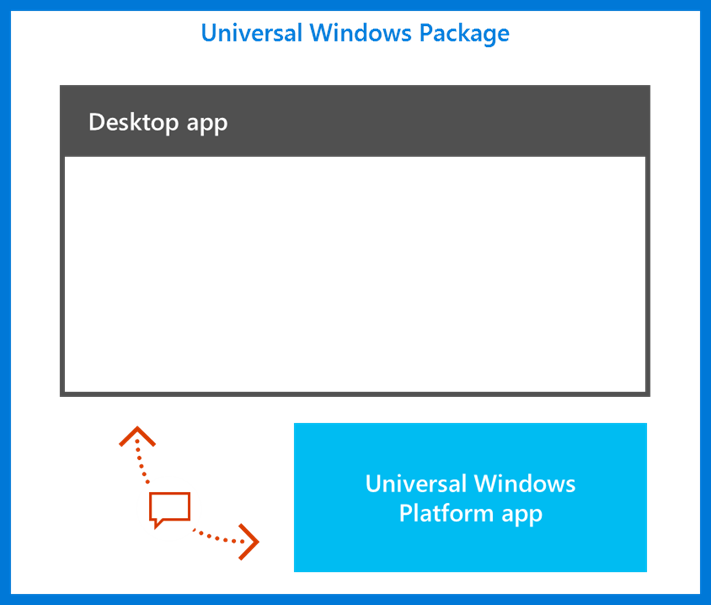 Universal Windows Package
Desktop app
Universal Windows
Platform app